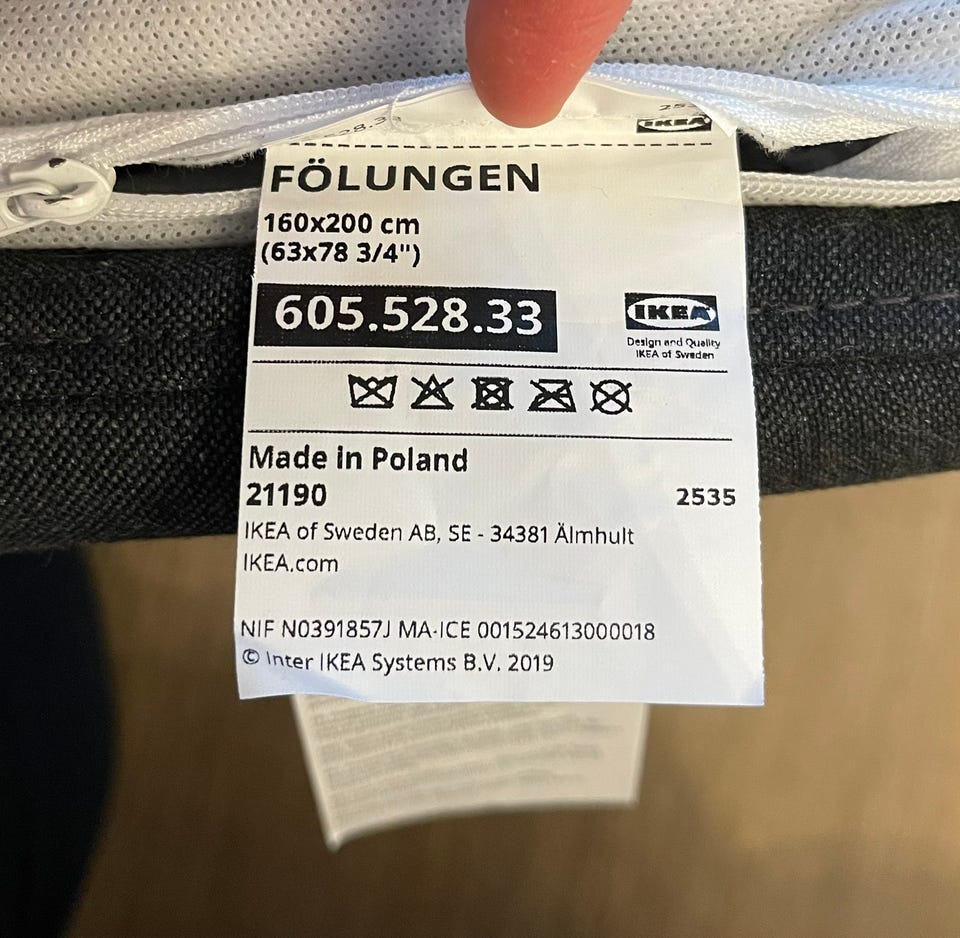 IKEA
FÖLUNGEN
160x200 cm
(63x78 3/4")
605.528.33
IKEA
Design and Quality
IKEA of Sweden
Made in Poland
21190 2535
IKEA of Sweden AB, SE - 34381 Älmhult
IKEA.com
NIF N0391857J MA-ICE 001524613000018
© Inter IKEA Systems B.V. 2019